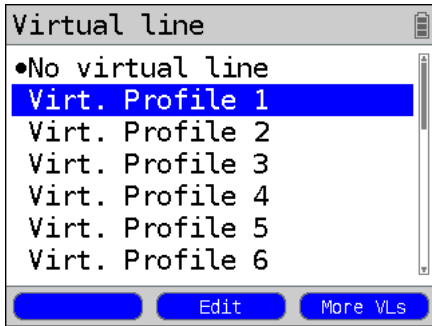 Virtual line
●No virtual line
Virt. Profile 1
Virt. Profile 2
Virt. Profile 3
Virt. Profile 4
Virt. Profile 5
Virt. Profile 6
Edit
More VLs